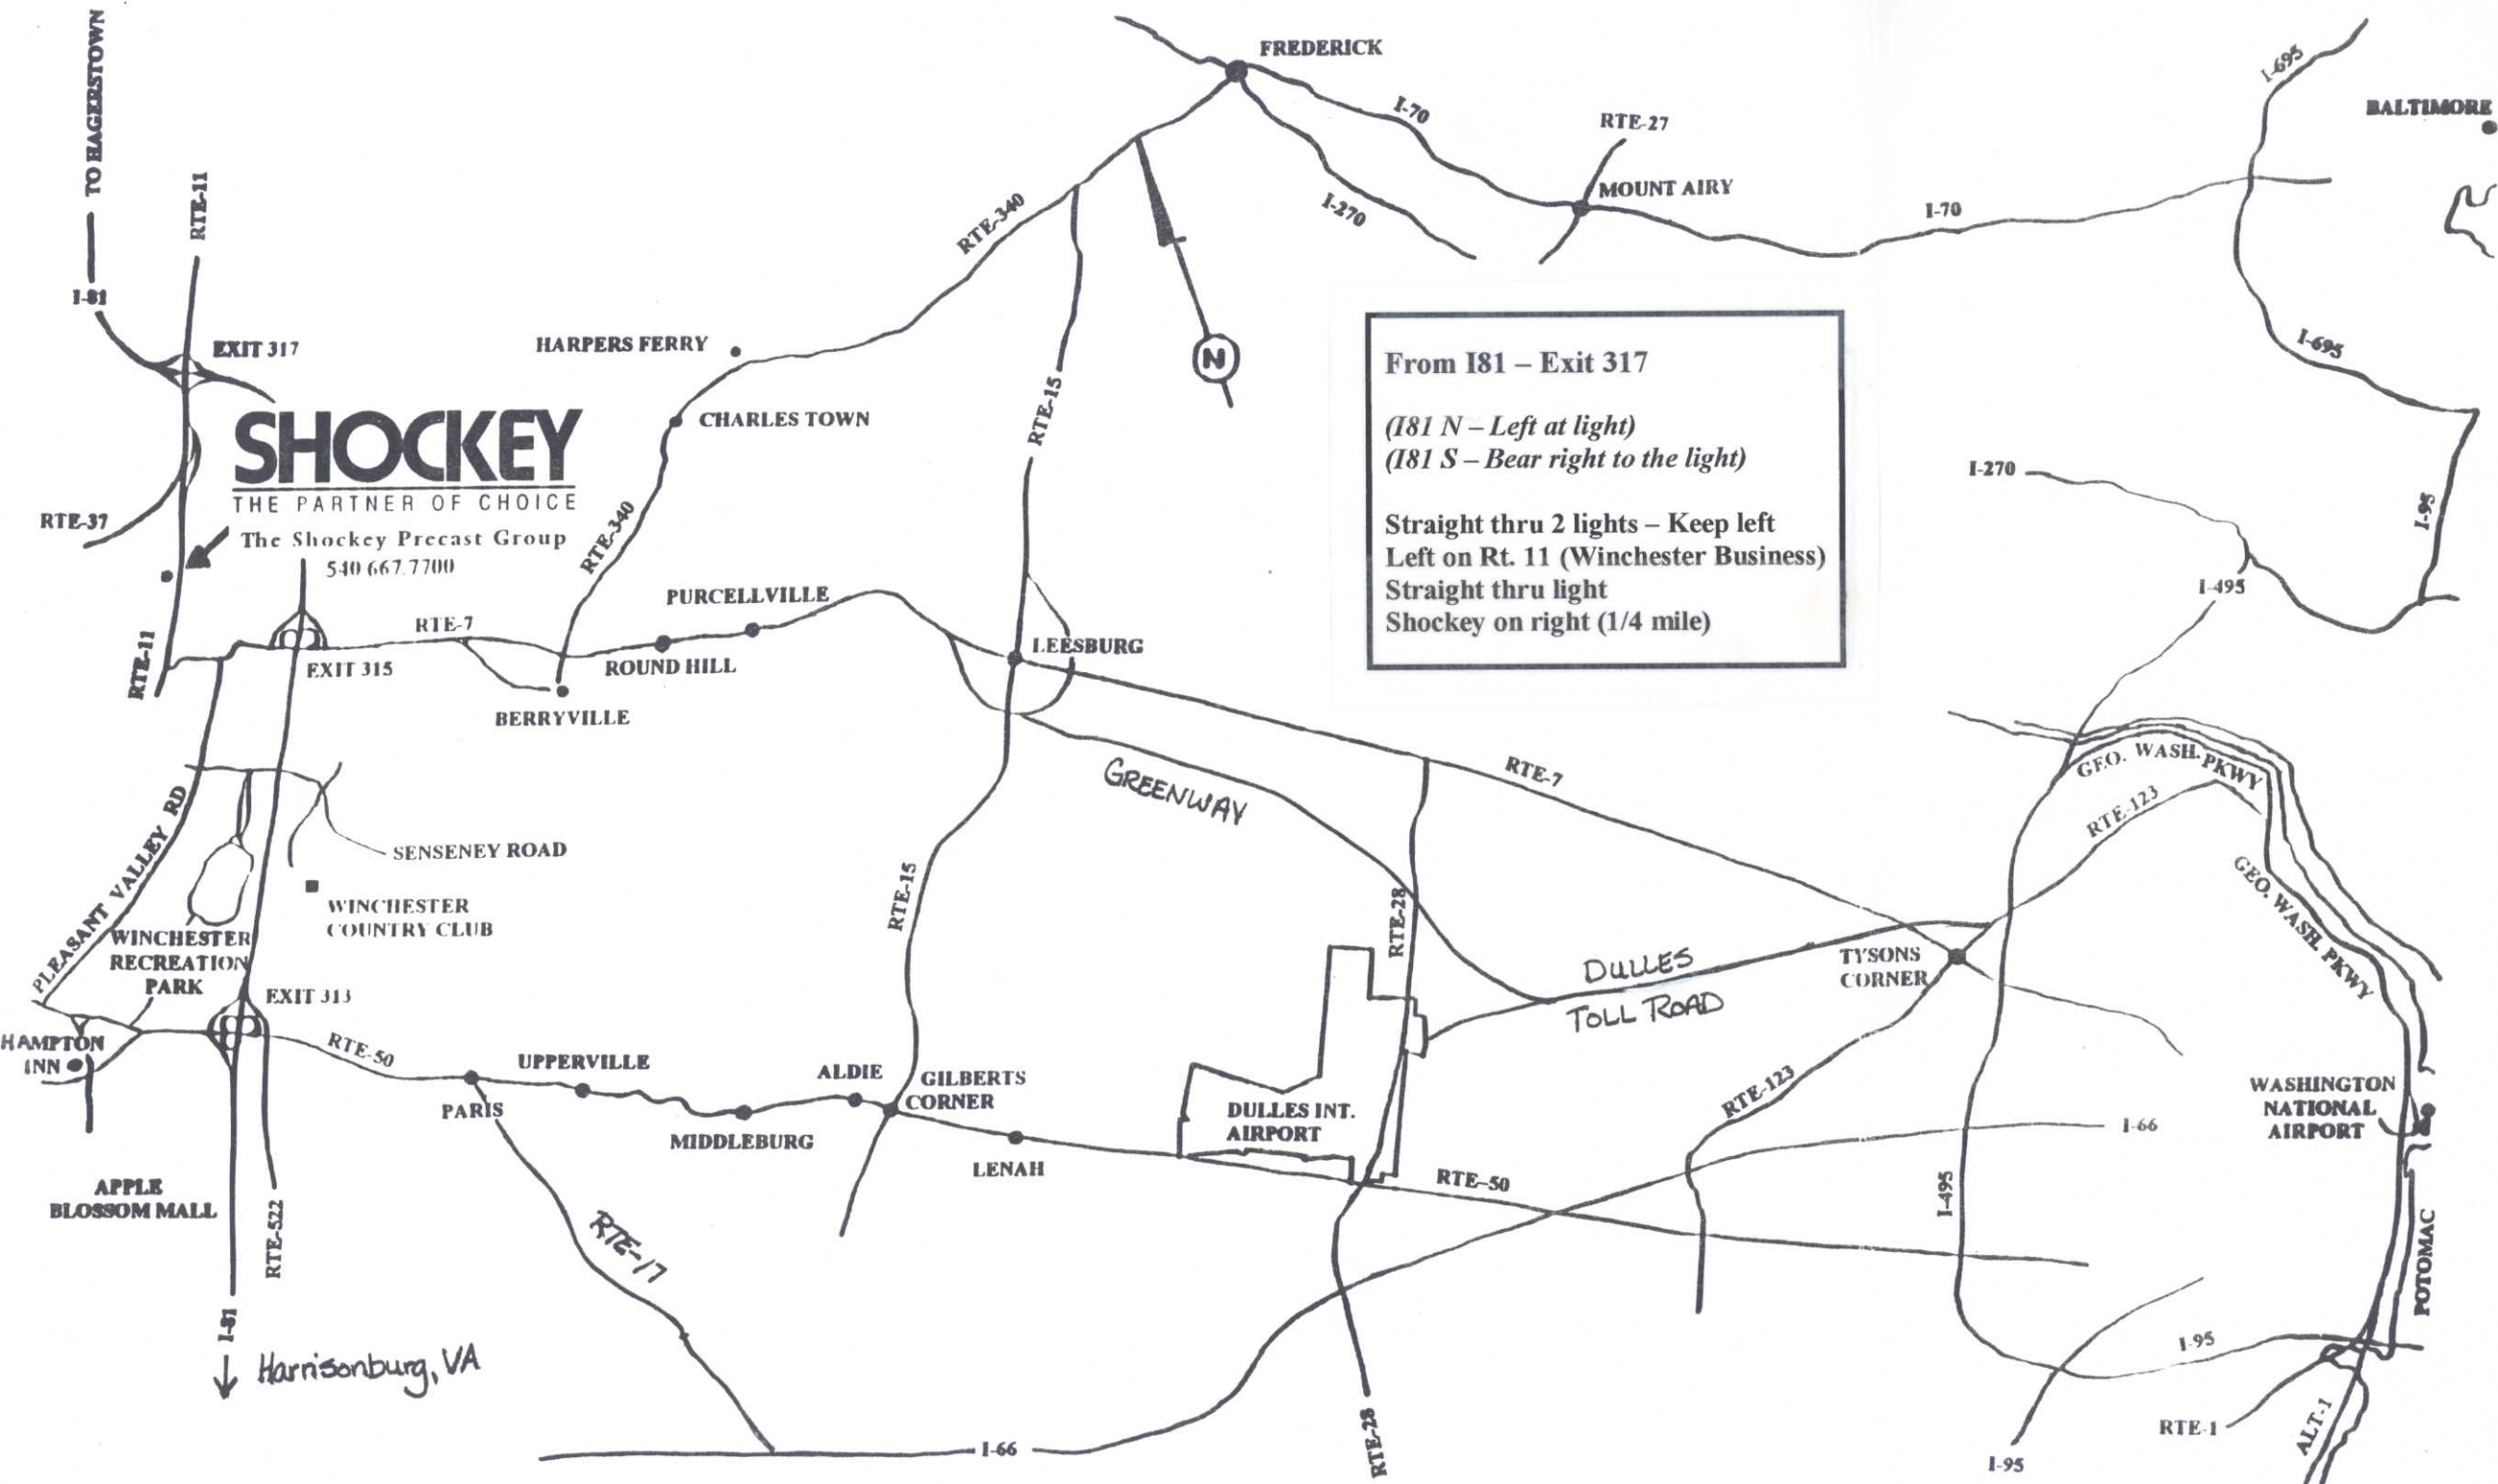 TO HAGERSTOWN
I-81
RTE-11
EXIT 317
RTE-37
SHOCKEY
THE PARTNER OF CHOICE
The Shockey Precast Group
540 667.7700
RTE-11
RTE-7
EXIT 315
BERRYVILLE
ROUND HILL
PURCELLVILLE
RTE-340
CHARLES TOWN
HARPERS FERRY
RTE-340
FREDERICK
I-70
I-270
RTE-27
MOUNT AIRY
I-70
I-695
BALTIMORE
I-695
I-95
I-270
I-495
N
RTE-15
LEESBURG
From I81 – Exit 317
(I81 N – Left at light)
(I81 S – Bear right to the light)
Straight thru 2 lights – Keep left
Left on Rt. 11 (Winchester Business)
Straight thru light
Shockey on right (1/4 mile)
PLEASANT VALLEY RD
SENSENEY ROAD
WINCHESTER
COUNTRY CLUB
WINCHESTER
RECREATION
PARK
EXIT 313
HAMPTON
INN
RTE-50
PARIS
UPPERVILLE
MIDDLEBURG
ALDIE
GILBERTS
CORNER
LENAH
RTE-15
GREENWAY
RTE-7
RTE-28
DULLES
TOLL ROAD
DULLES INT.
AIRPORT
TYSONS
CORNER
GEO. WASH. PKWY
RTE-123
GEO. WASH. PKWY
RTE-123
I-66
WASHINGTON
NATIONAL
AIRPORT
RTE-50
I-495
POTOMAC
APPLE
BLOSSOM MALL
RTE-522
I-81
Harrisonburg, VA
RTE-17
I-66
RTE-28
I-95
RTE-1
ALT-1
I-95